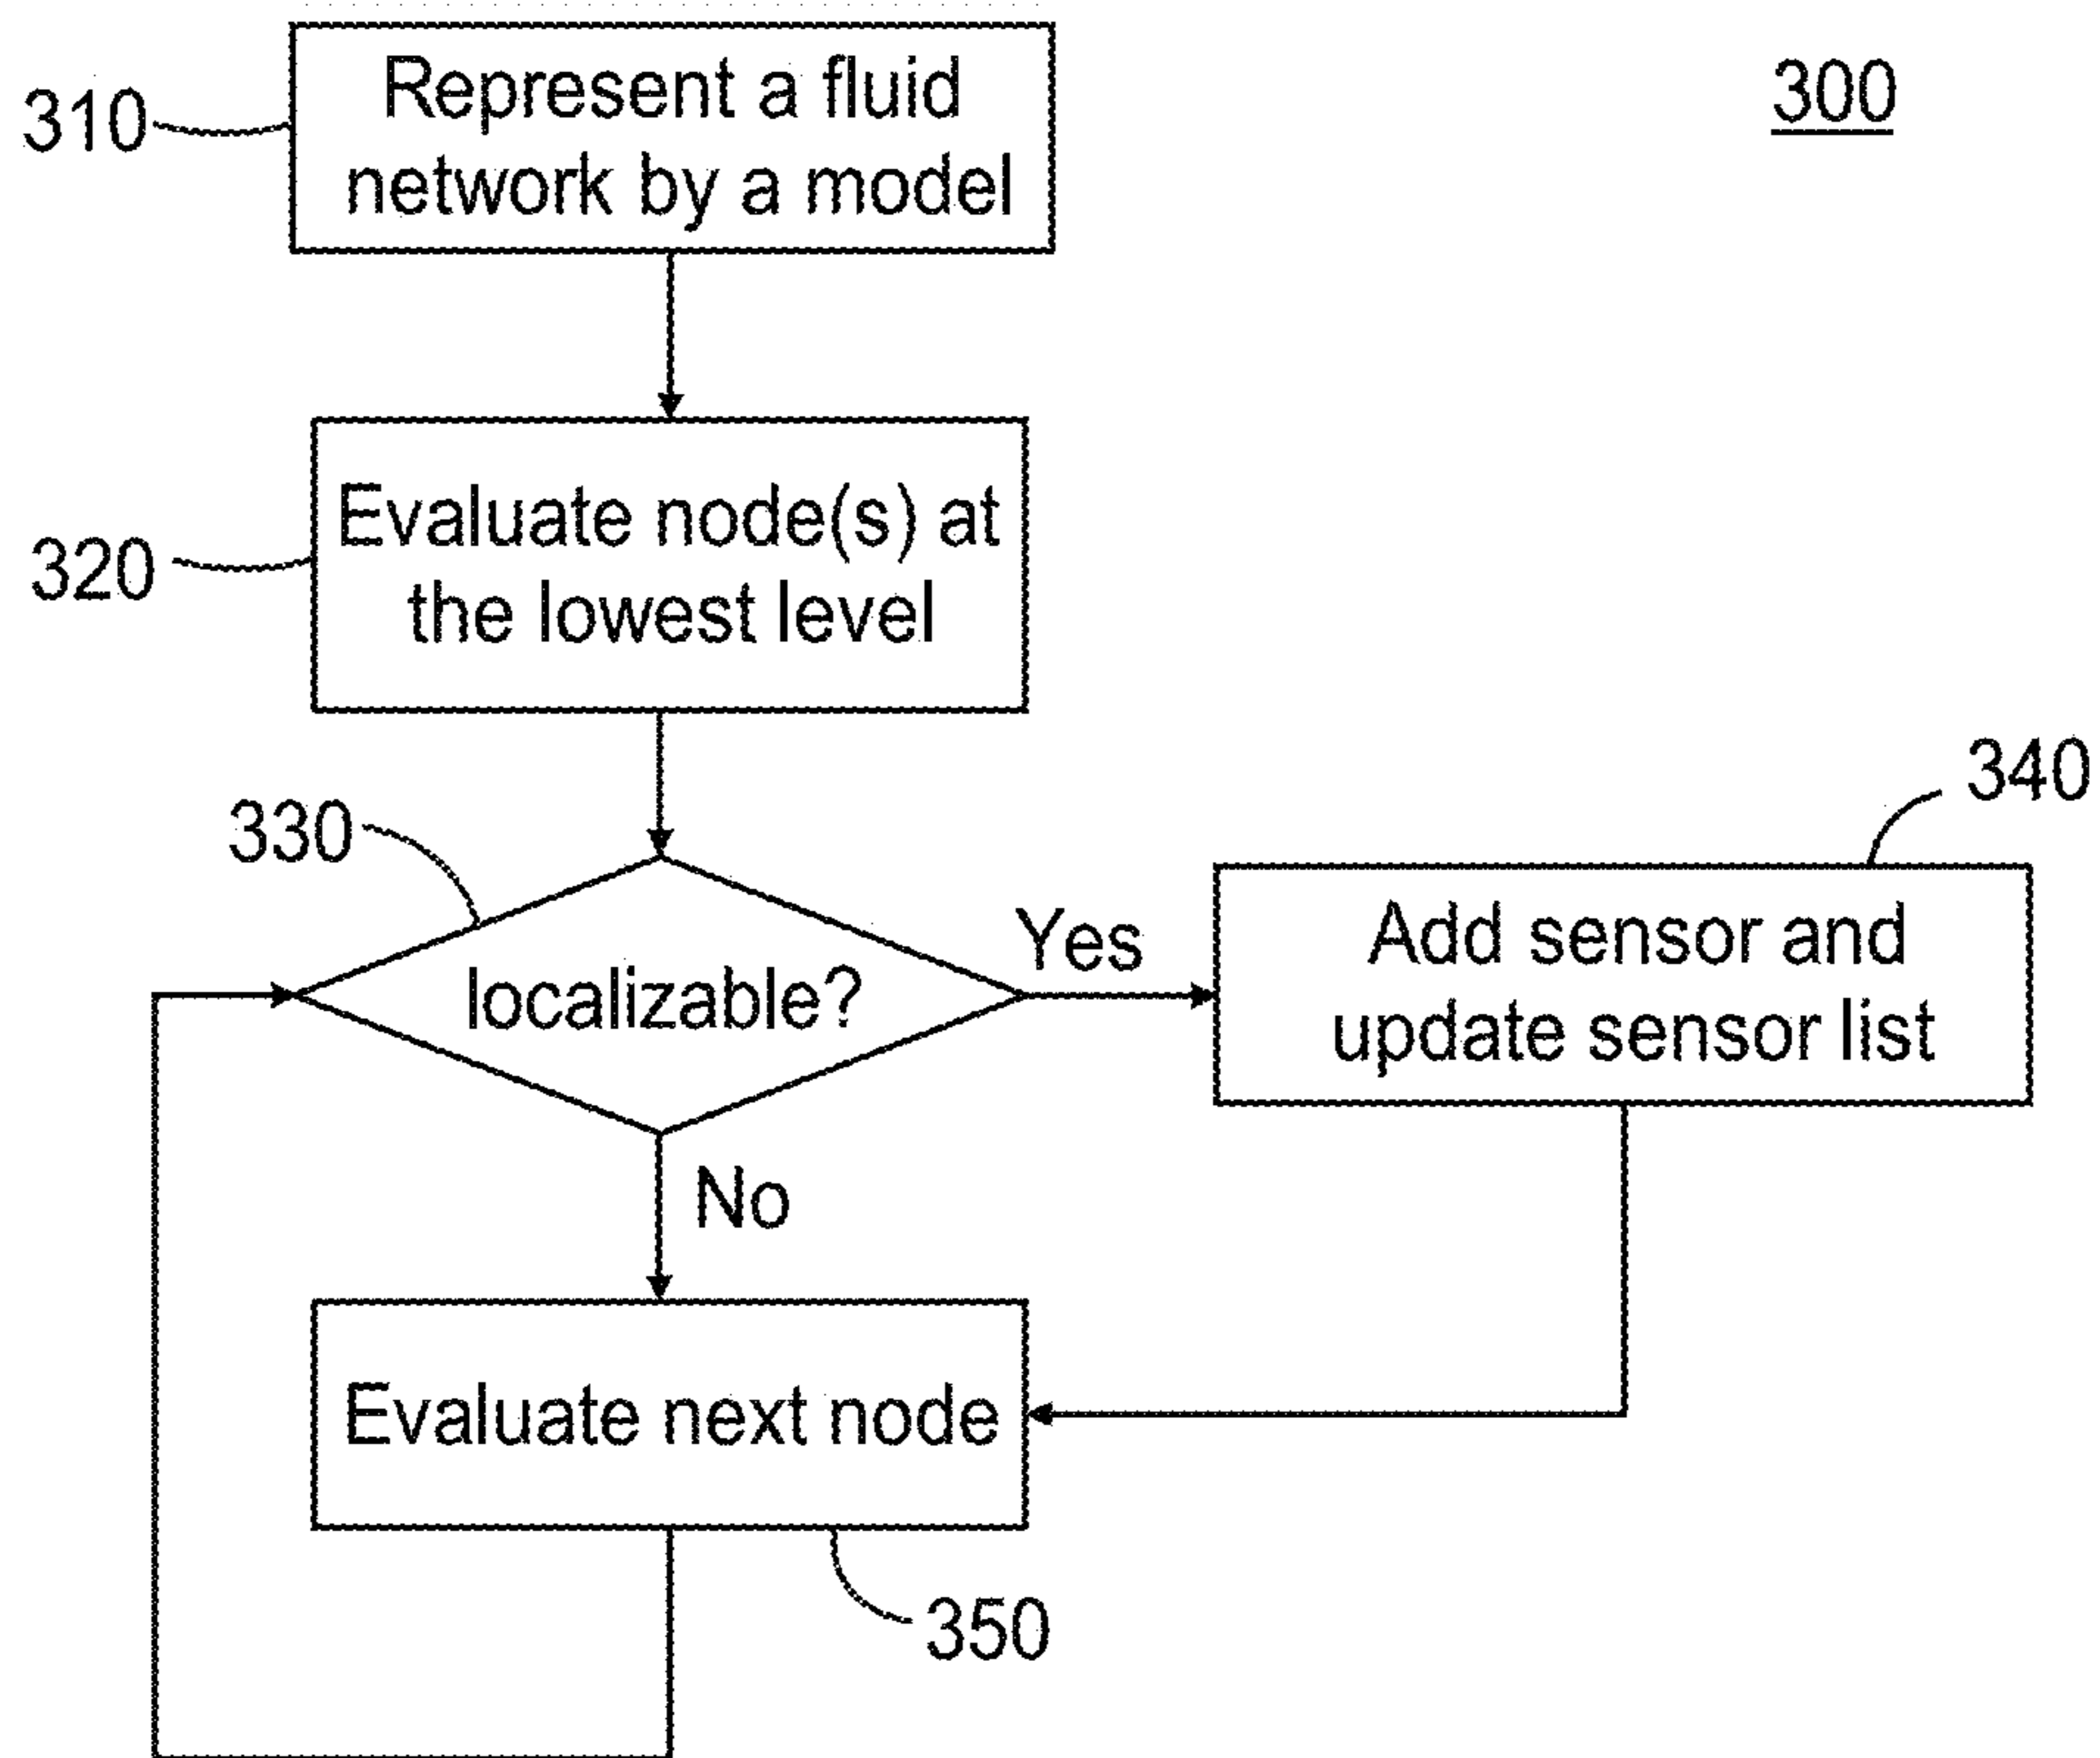 300
310
Represent a fluid
network by a model
320
Evaluate node(s) at
the lowest level
330
localizable?
Yes
340
Add sensor and
update sensor list
No
Evaluate next node
350